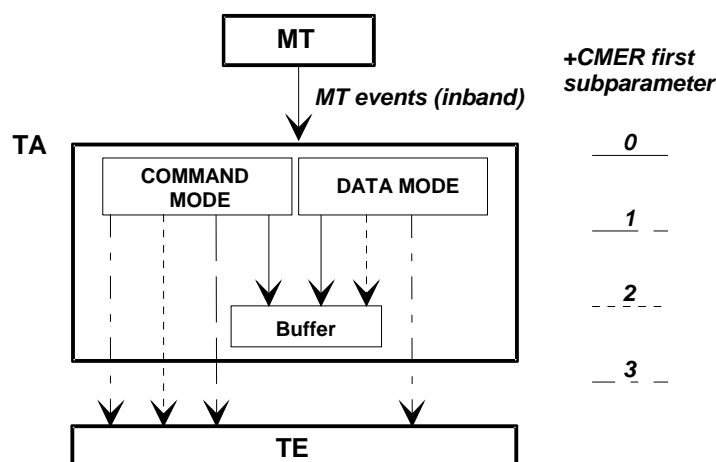 MT
+CMER first
subparameter
MT events (inband)
TA
0
COMMAND
MODE
DATA MODE
1
2
Buffer
3
TE